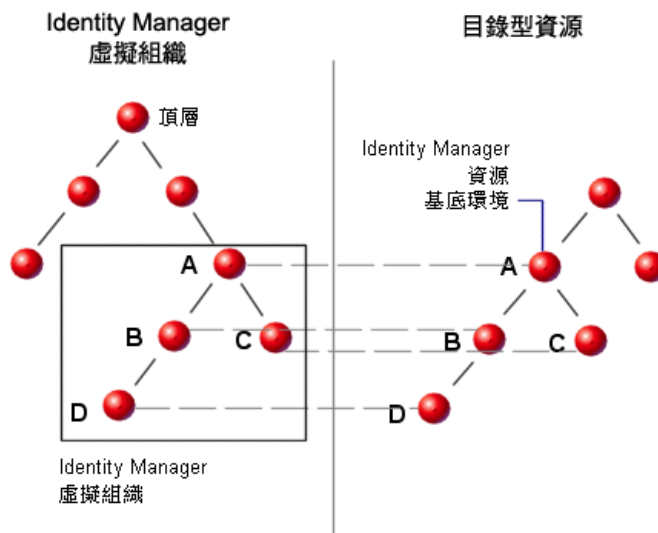 Identity Manager
虛擬組織
目錄型資源
頂層
Identity Manager
資源
基底環境
A
B
C
D
A
B
C
D
Identity Manager
虛擬組織